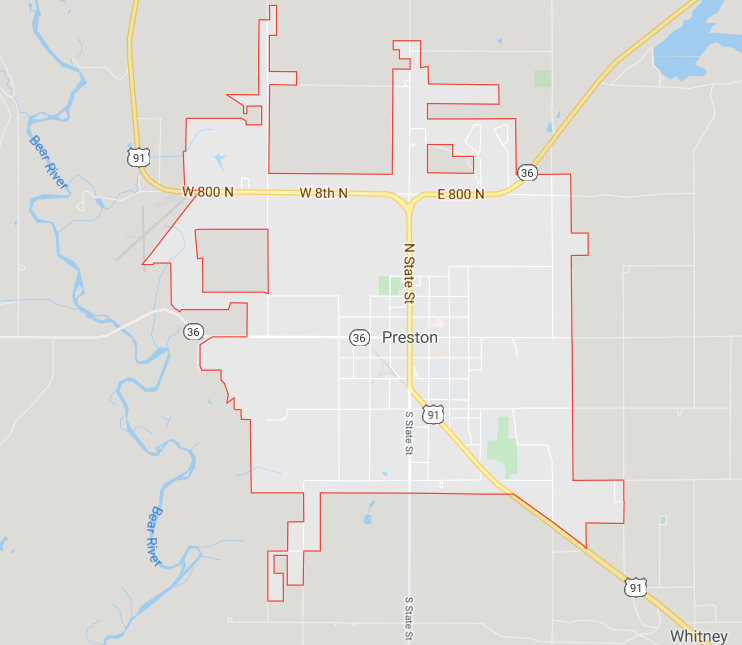 Bear River
91
36
W 800 N
W 8th N
E 800 N
N State St
36
36
Preston
91
S State St
Bear River
91
S State St
Whitney